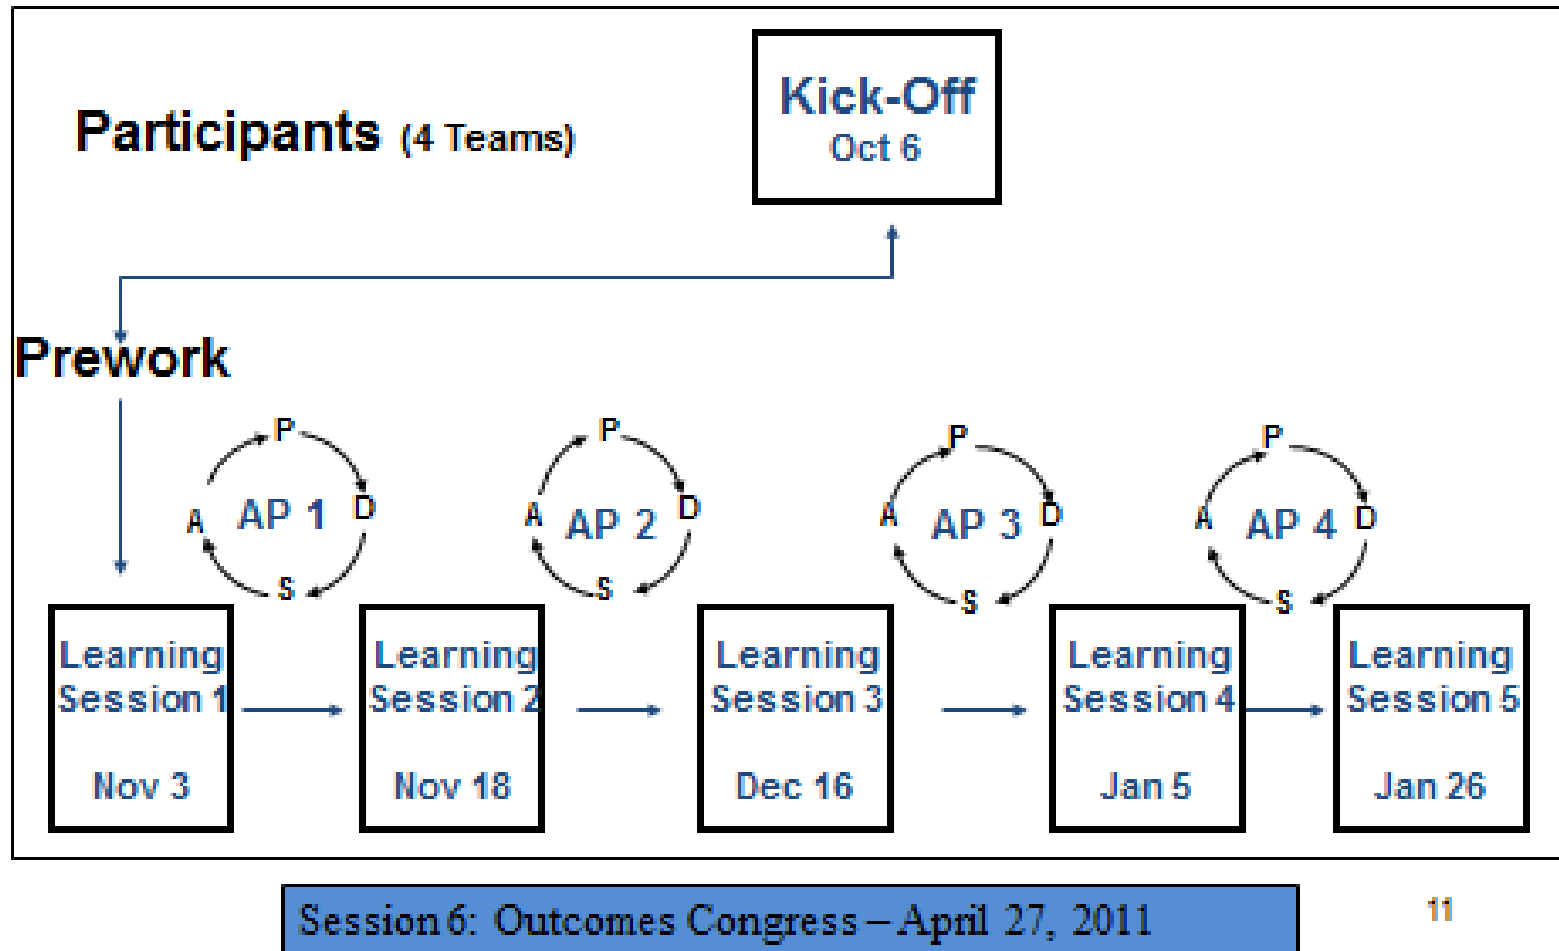 Kick-Off
Oct 6
Participants (4 Teams)
Prework
P
A
AP 1
D
S
P
A
AP 2
D
S
P
A
AP 3
D
S
P
A
AP 4
D
S
Learning
Session 1
Nov 3
Learning
Session 2
Nov 18
Learning
Session 3
Dec 16
Learning
Session 4
Jan 5
Learning
Session 5
Jan 26
Session 6: Outcomes Congress – April 27, 2011
11